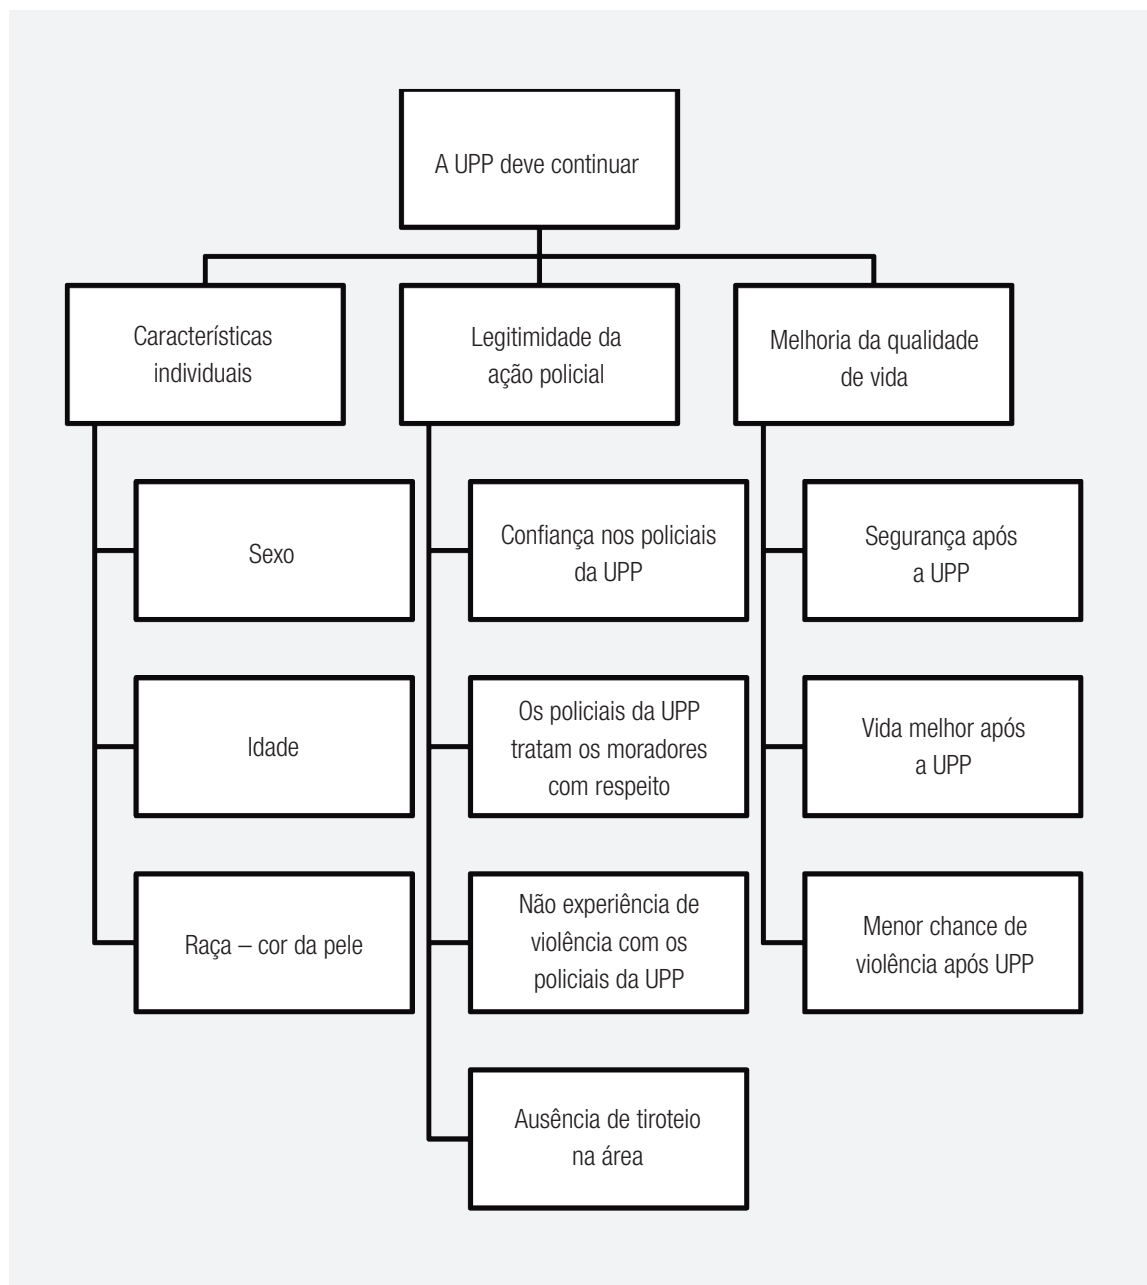 A UPP deve continuar
Características
individuais
Legitimidade da
ação policial
Melhoria da qualidade
de vida
Sexo
Idade
Raça – cor da pele
Confiança nos policiais
da UPP
Os policiais da UPP
tratam os moradores
com respeito
Não experiência de
violência com os
policiais da UPP
Ausência de tiroteio
na área
Segurança após
a UPP
Vida melhor após
a UPP
Menor chance de
violência após UPP